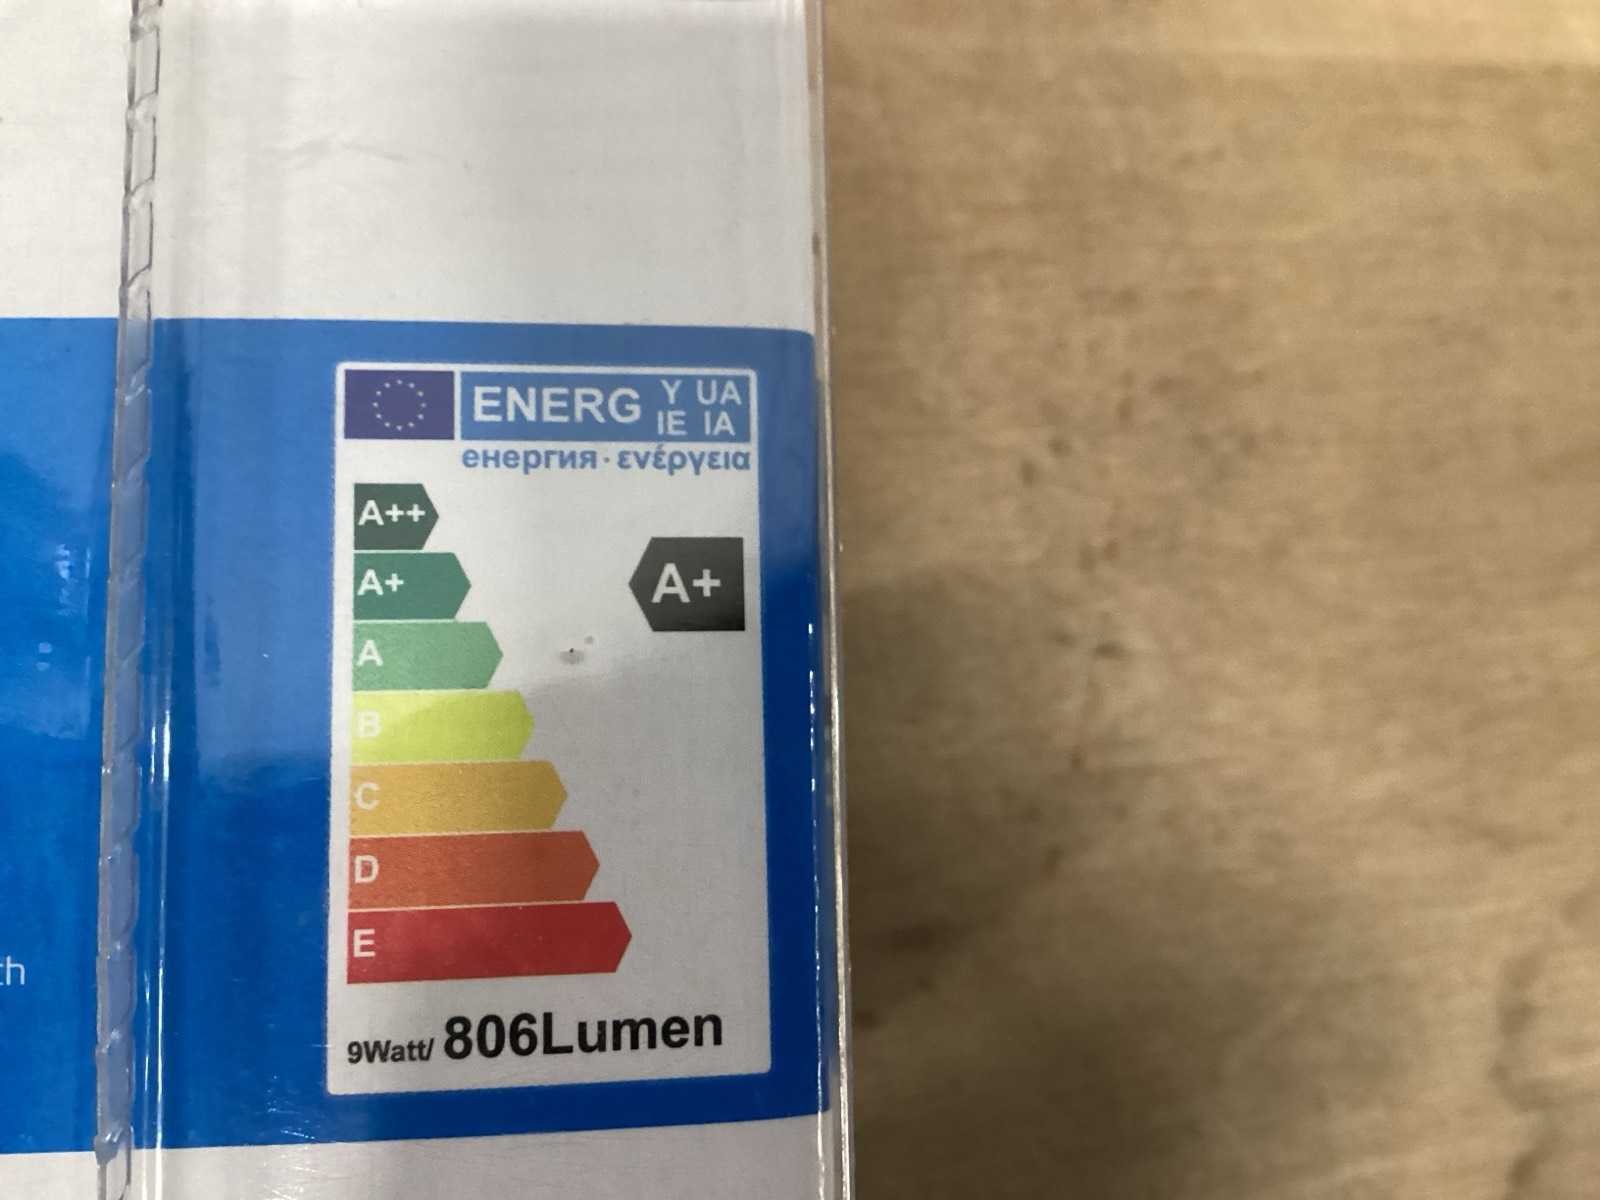 ENERG Y UA
IE IA
енергия · ενέργεια
A++
A+
A+
A
B
C
D
E
th
9Watt/ 806Lumen